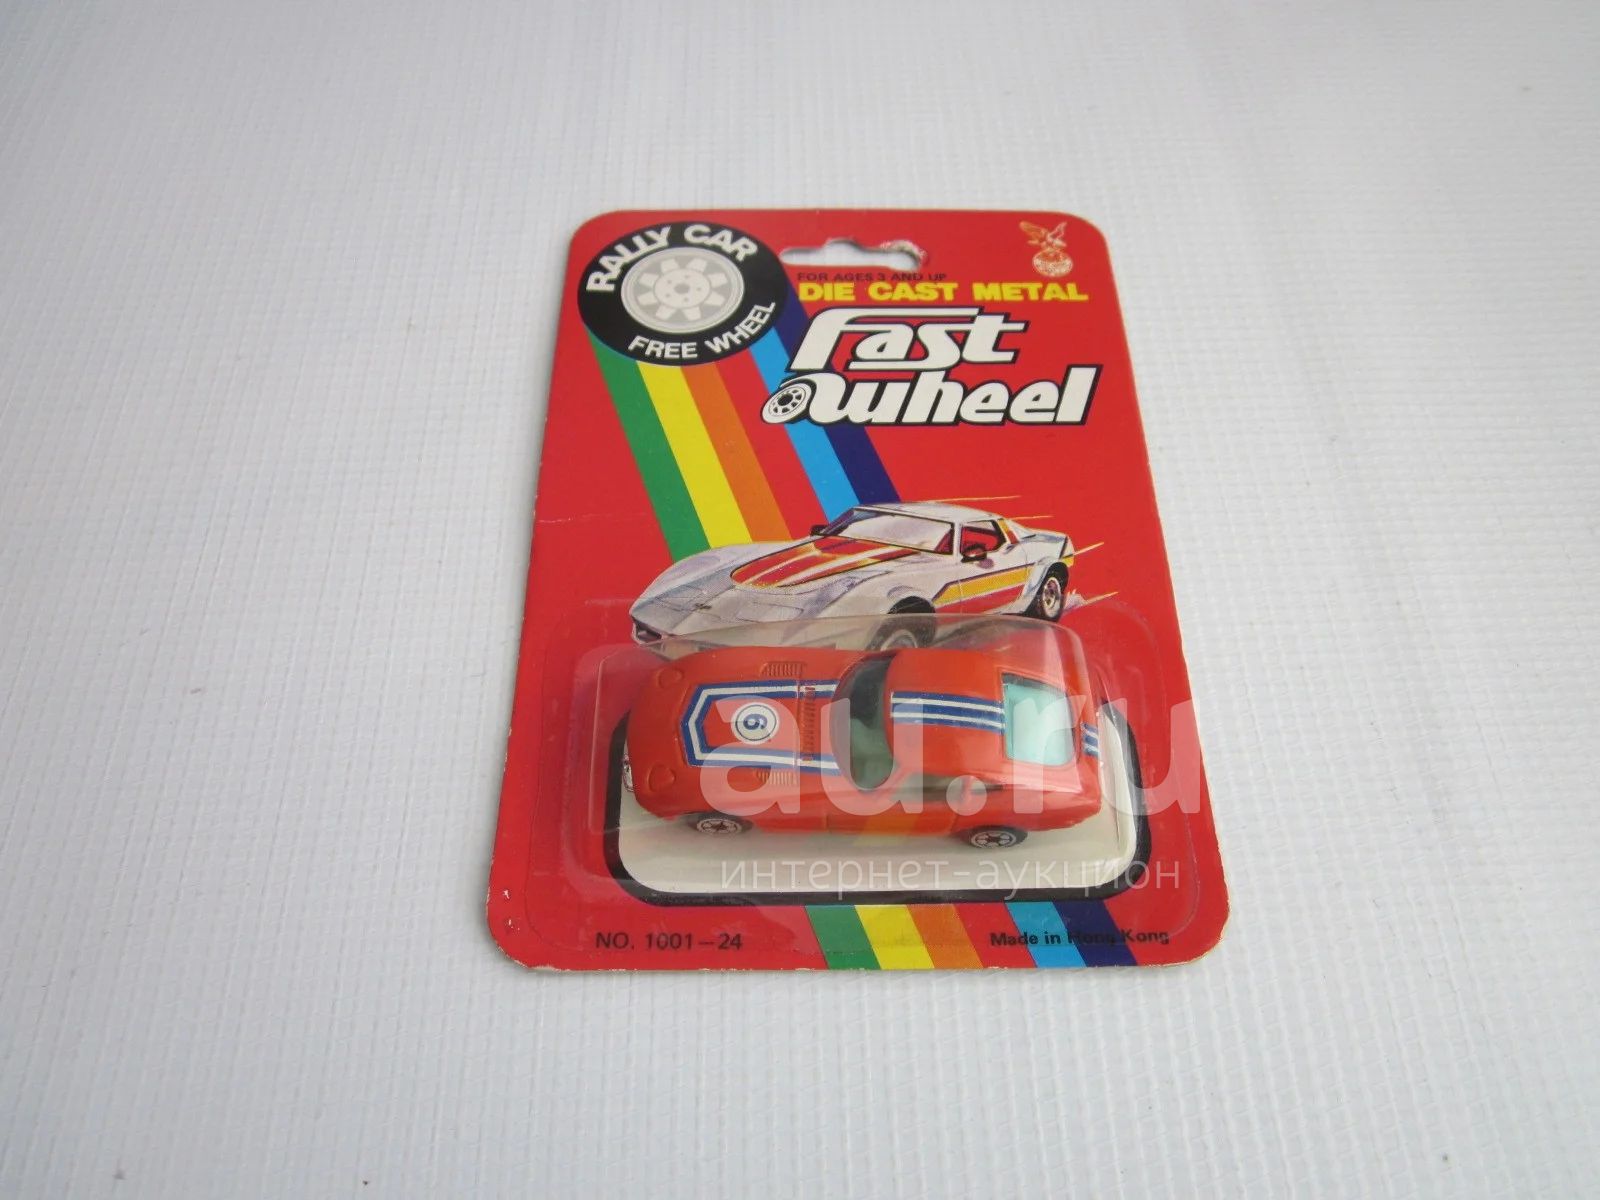 RALLY CAR
FREE WHEEL
FOR AGES 3 AND UP
DIE CAST METAL
Fast
wheel
6
au.ru
интернет-аукцион
NO. 1001-24
Made in Hong Kong